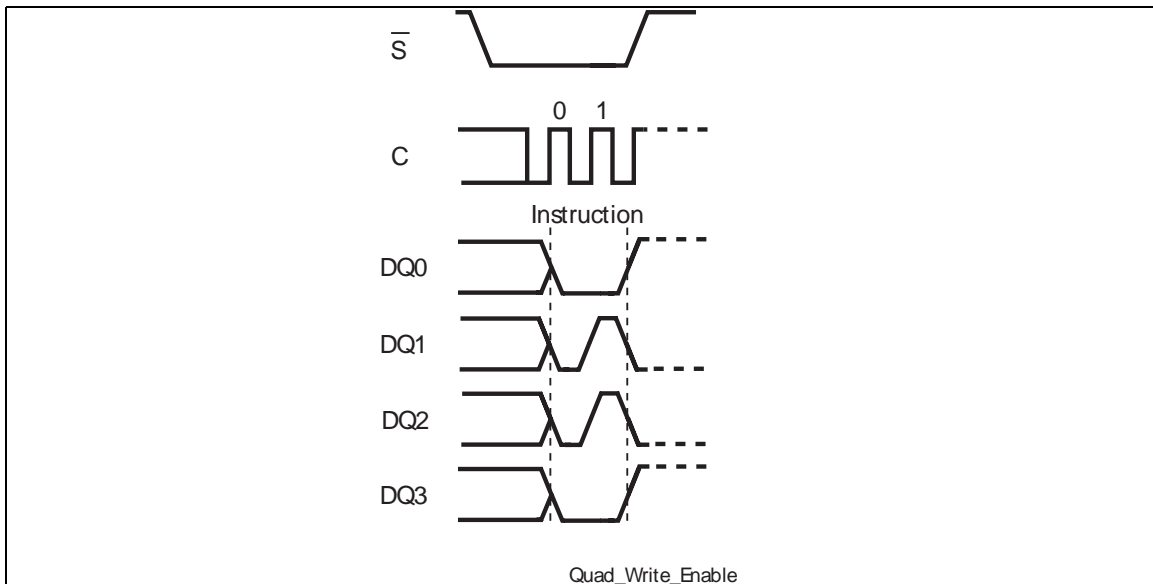 S̅
0 1
C
Instruction
DQ0
DQ1
DQ2
DQ3
Quad_Write_Enable